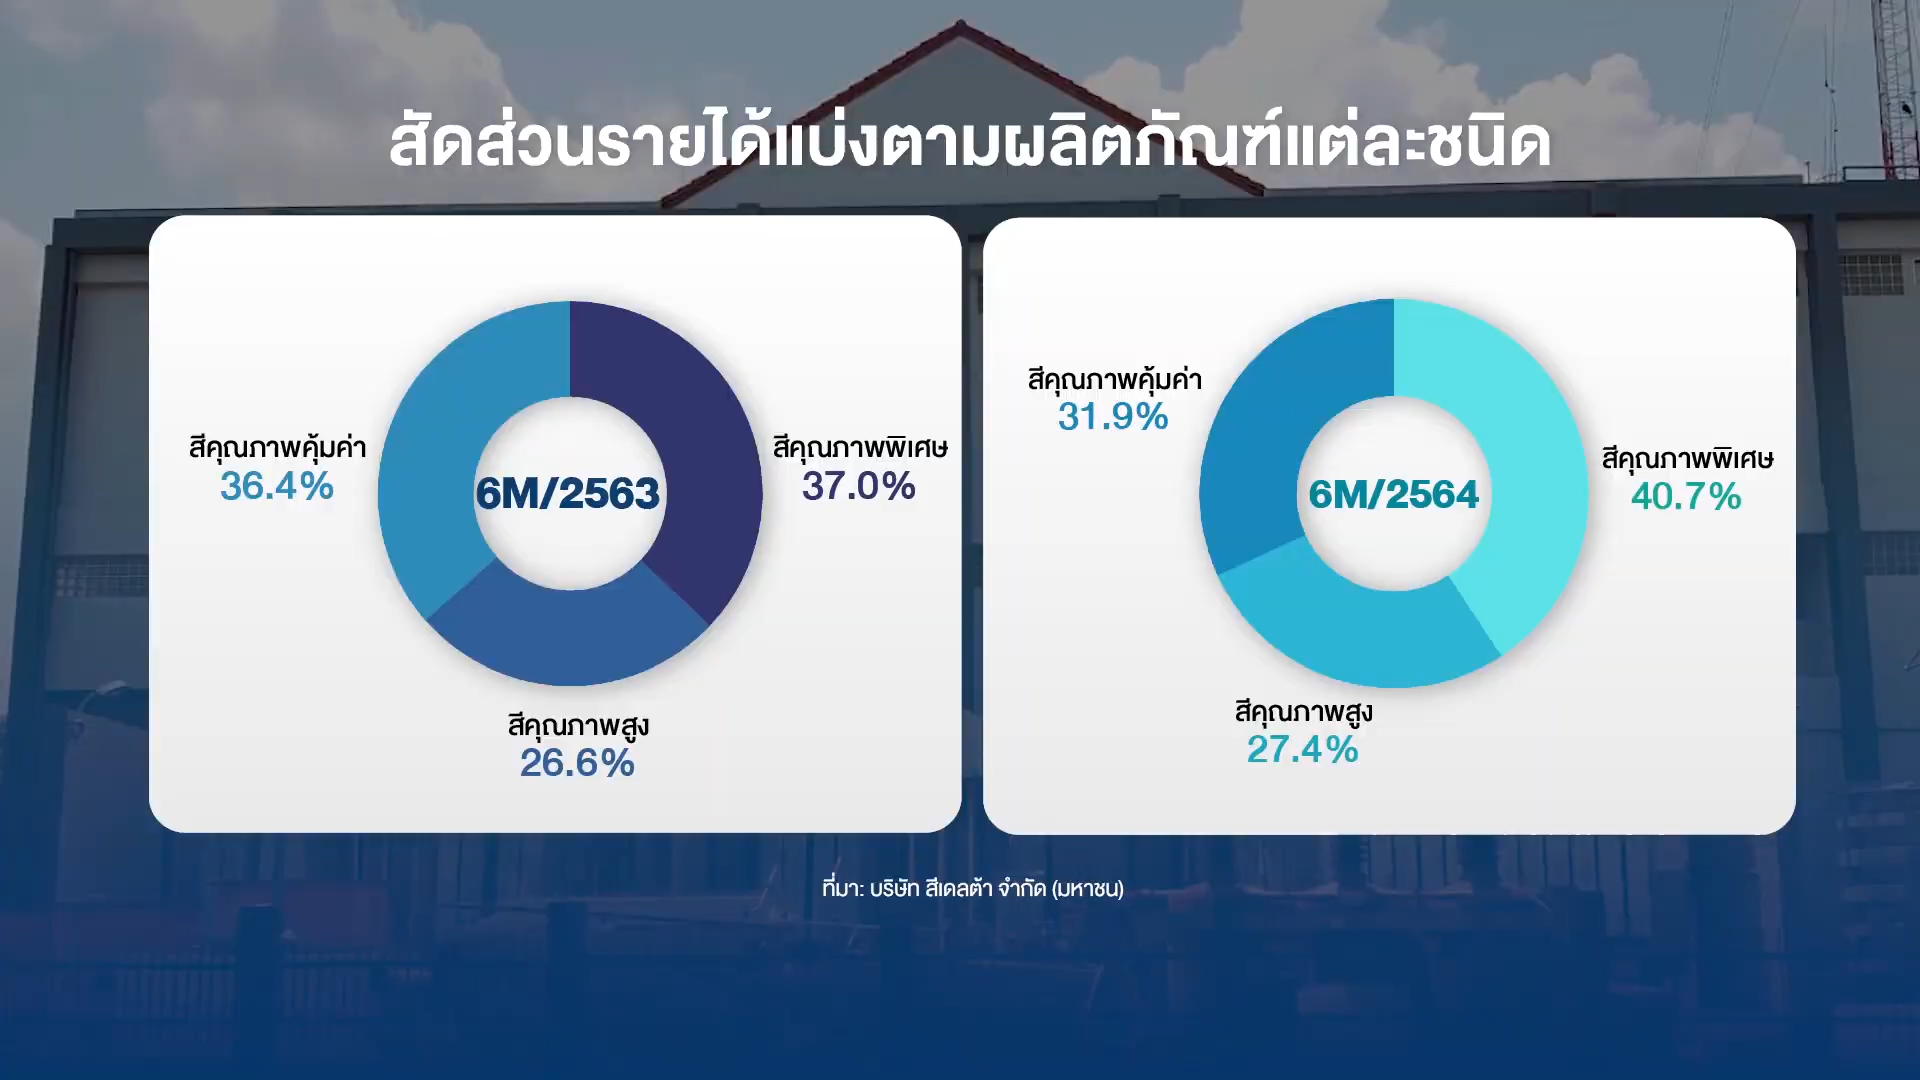 สัดส่วนรายได้แบ่งตามผลิตภัณฑ์แต่ละชนิด
สีคุณภาพคุ้มค่า
36.4%
6M/2563
สีคุณภาพพิเศษ
37.0%
สีคุณภาพสูง
26.6%
สีคุณภาพคุ้มค่า
31.9%
6M/2564
สีคุณภาพพิเศษ
40.7%
สีคุณภาพสูง
27.4%
ที่มา: บริษัท สีเดลต้า จำกัด (มหาชน)